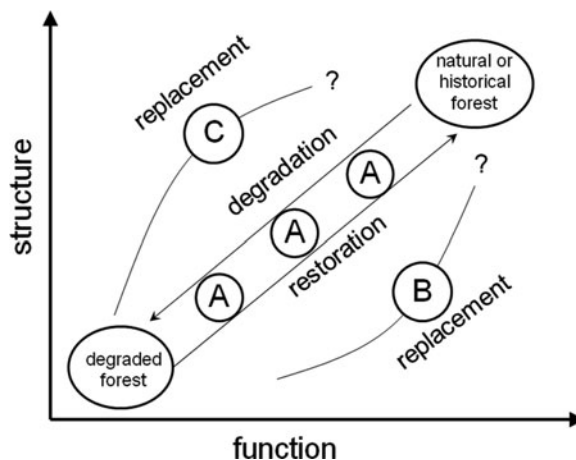 structure
replacement
?
C
natural or
historical
forest
degradation
A
A
A
restoration
?
B
replacement
degraded
forest
function